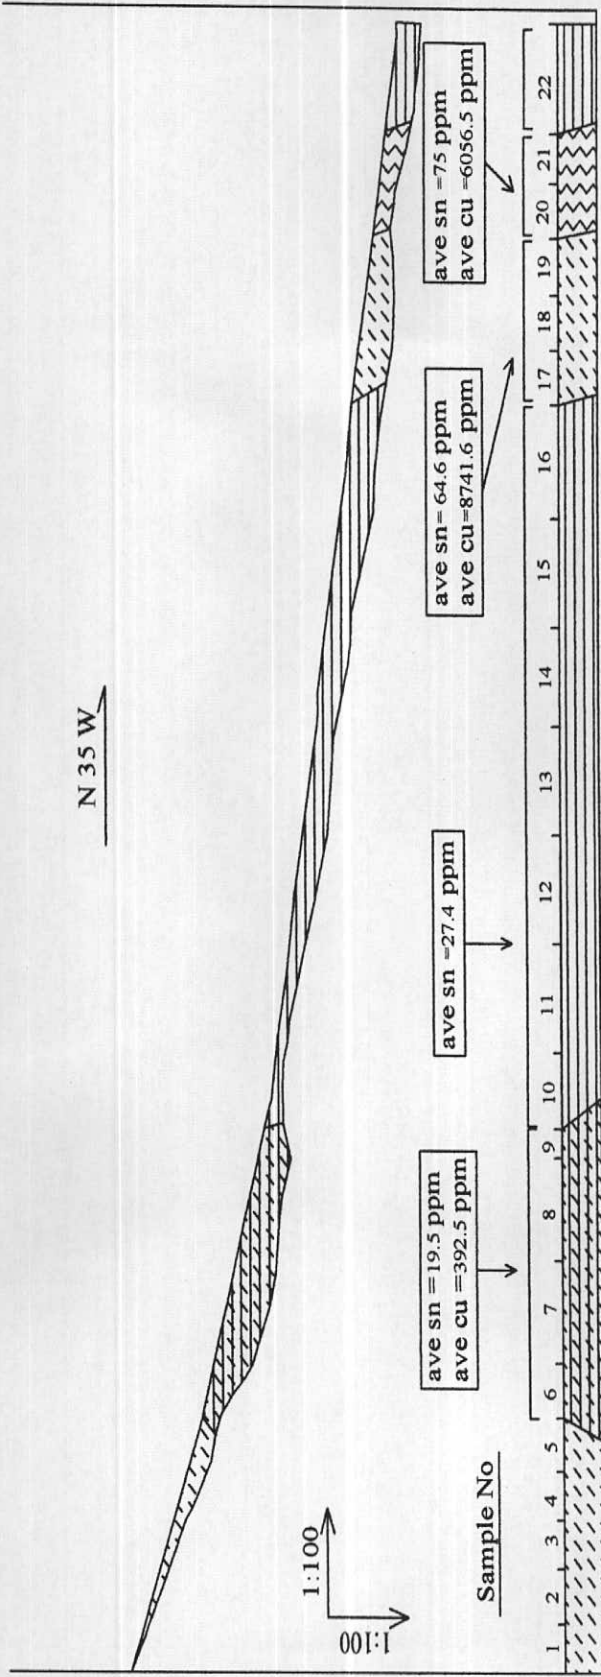 N 35 W
1:100
1:100
Sample No
ave sn =19.5 ppm
ave cu =392.5 ppm
ave sn =27.4 ppm
ave sn= 64.6 ppm
ave cu=8741.6 ppm
ave sn =75 ppm
ave cu =6056.5 ppm
1 2 3 4 5 6 7 8 9 10 11 12 13 14 15 16 17 18 19 20 21 22